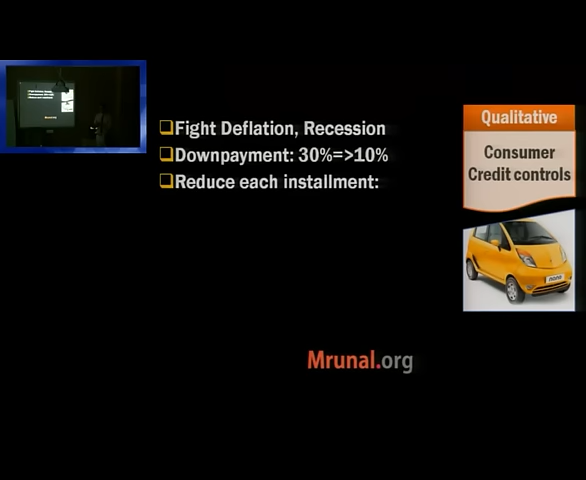 Fight Deflation, Recession
Downpayment: 30%=>10%
Reduce each installment:
Qualitative
Consumer
Credit controls
Mrunal.org